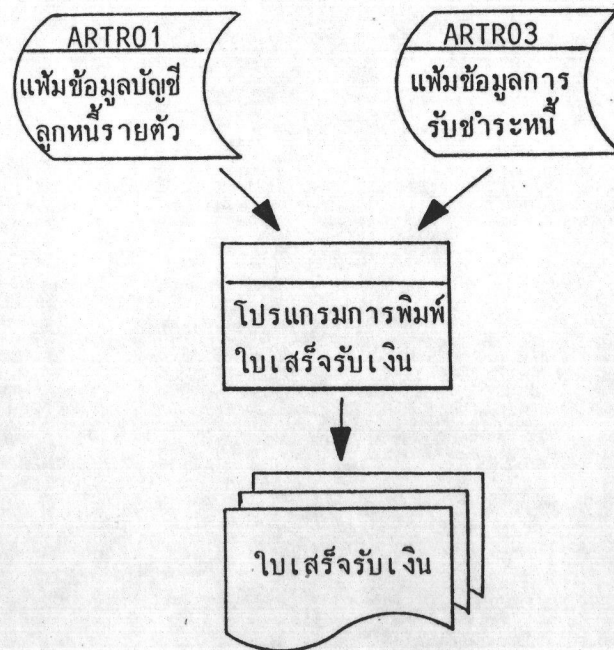 ARTR01
แฟ้มข้อมูลบัญชี
ลูกหนี้รายตัว
ARTR03
แฟ้มข้อมูลการ
รับชำระหนี้
โปรแกรมการพิมพ์
ใบเสร็จรับเงิน
ใบเสร็จรับเงิน